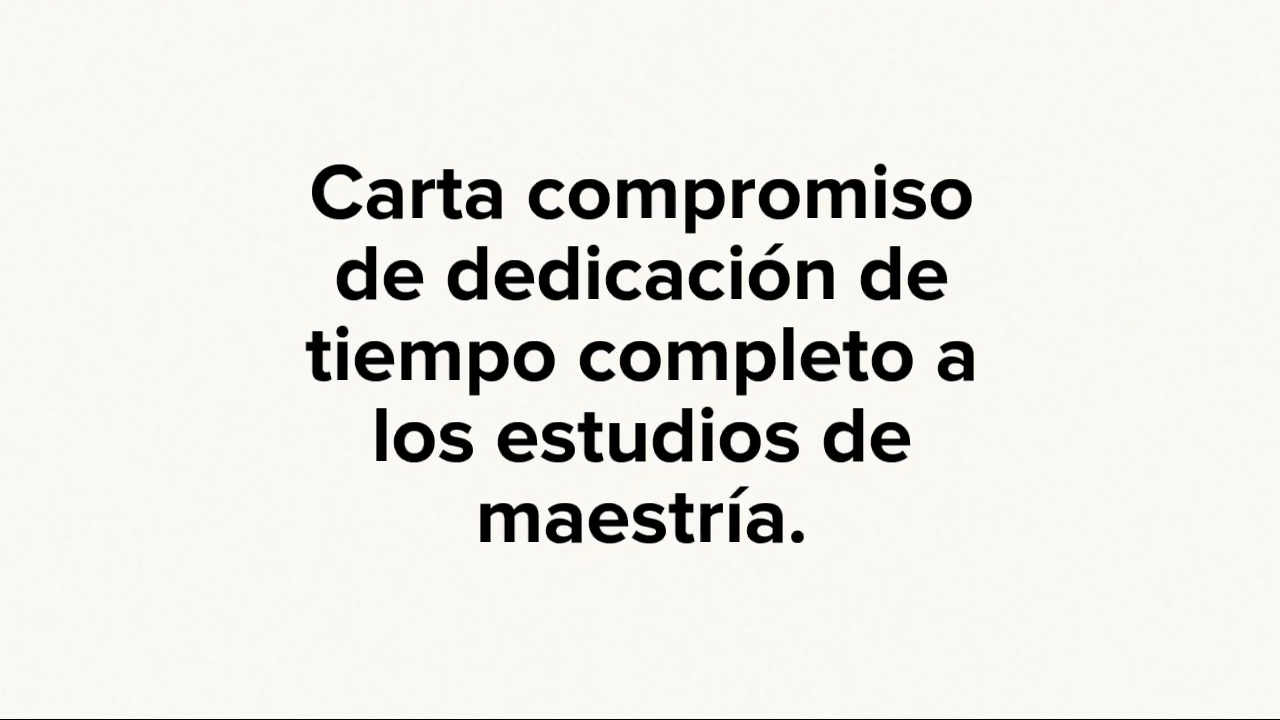 Carta compromiso
de dedicación de
tiempo completo a
los estudios de
maestría.